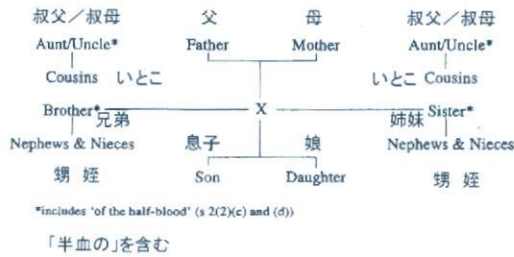 叔父／叔母 父 母 叔父／叔母
Aunt/Uncle* Father Mother Aunt/Uncle*
Cousins いとこ いとこ Cousins
Brother* X Sister*
兄弟 姉妹
Nephews & Nieces 息子 娘 Nephews & Nieces
甥 姪 Son Daughter 甥 姪
*includes 'of the half-blood' (s 2(2)(c) and (d))
「半血の」を含む